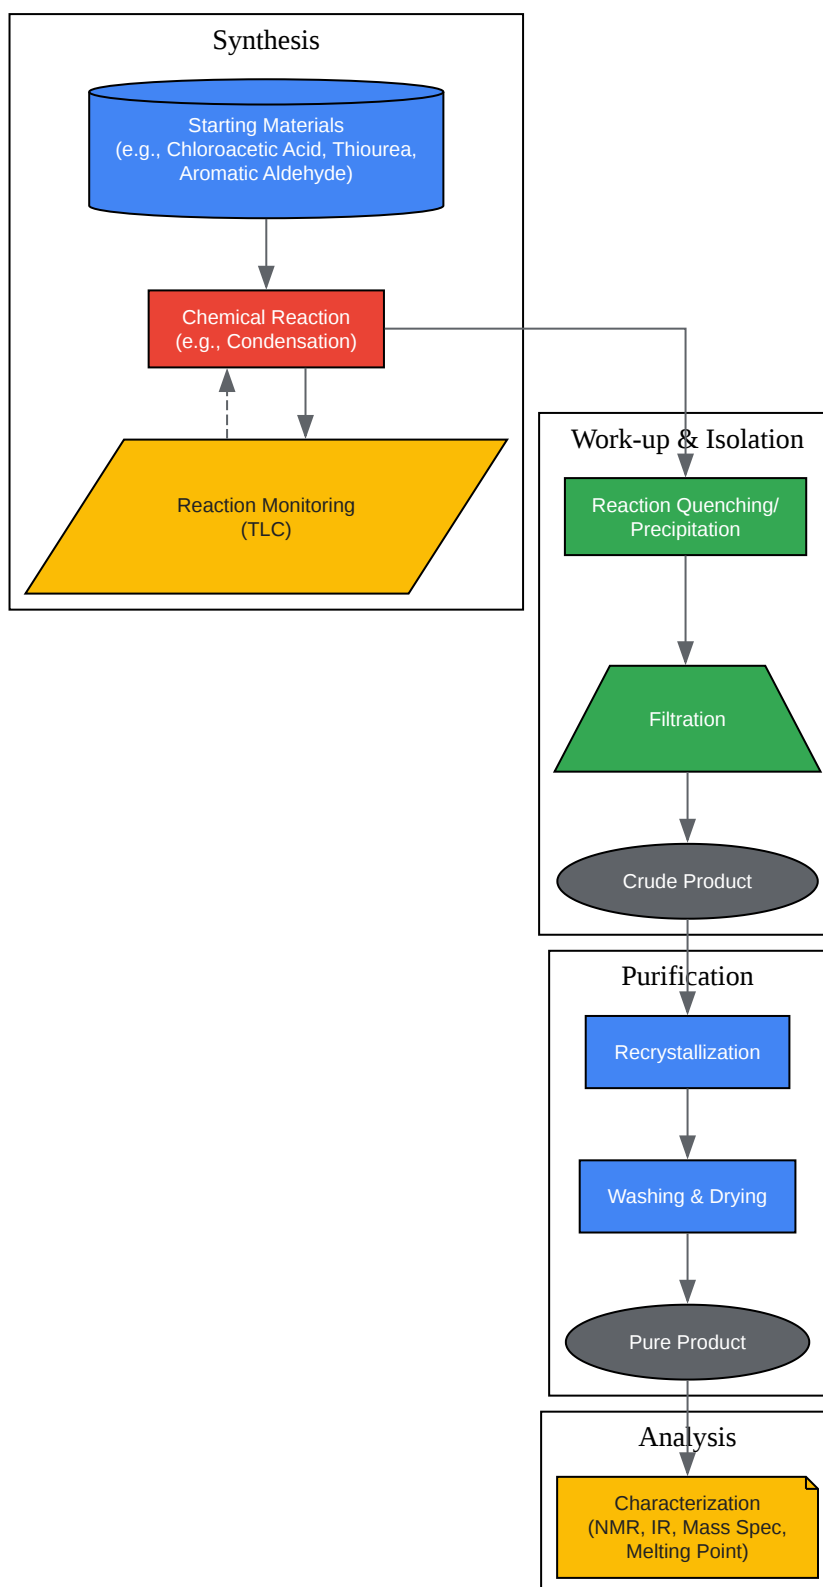 Synthesis
Starting Materials
(e.g., Chloroacetic Acid, Thiourea,
Aromatic Aldehyde)
Chemical Reaction
(e.g., Condensation)
Reaction Monitoring
(TLC)
Work-up & Isolation
Reaction Quenching/
Precipitation
Filtration
Crude Product
Purification
Recrystallization
Washing & Drying
Pure Product
Analysis
Characterization
(NMR, IR, Mass Spec,
Melting Point)